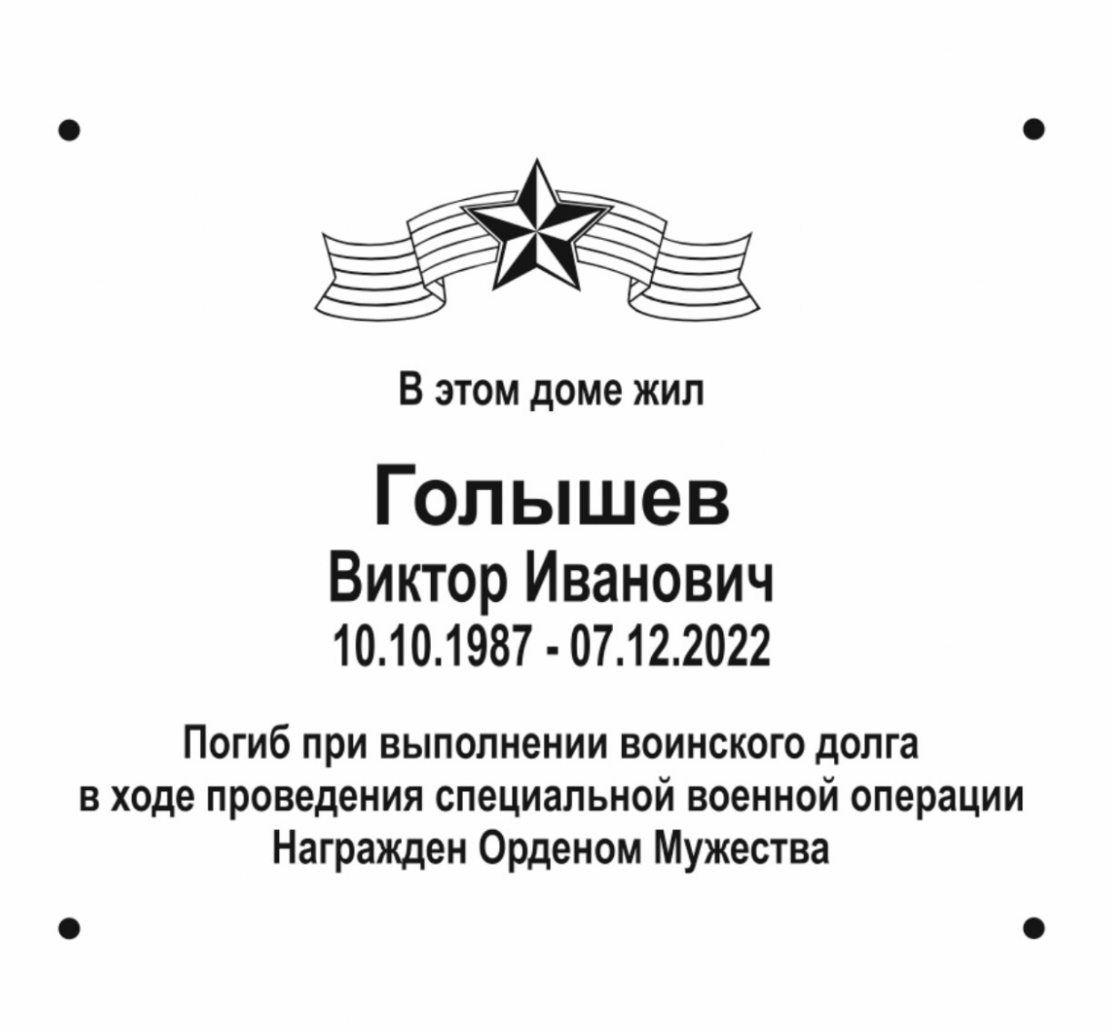 В этом доме жил
Голышев
Виктор Иванович
10.10.1987 - 07.12.2022
Погиб при выполнении воинского долга
в ходе проведения специальной военной операции
Награжден Орденом Мужества